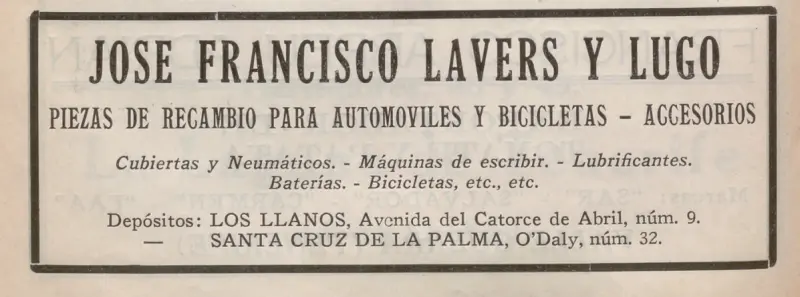 JOSE FRANCISCO LAVERS Y LUGO
PIEZAS DE RECAMBIO PARA AUTOMOVILES Y BICICLETAS – ACCESORIOS
Cubiertas y Neumáticos. - Máquinas de escribir. - Lubrificantes.
Baterías. - Bicicletas, etc., etc.
Depósitos: LOS LLANOS, Avenida del Catorce de Abril, núm. 9.
— SANTA CRUZ DE LA PALMA, O'Daly, núm. 32.